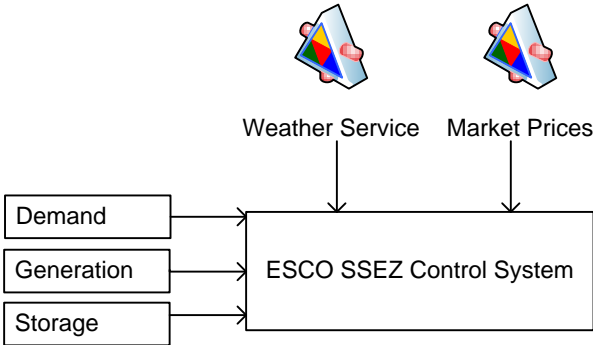 Weather Service
Market Prices
Demand
Generation
ESCO SSEZ Control System
Storage